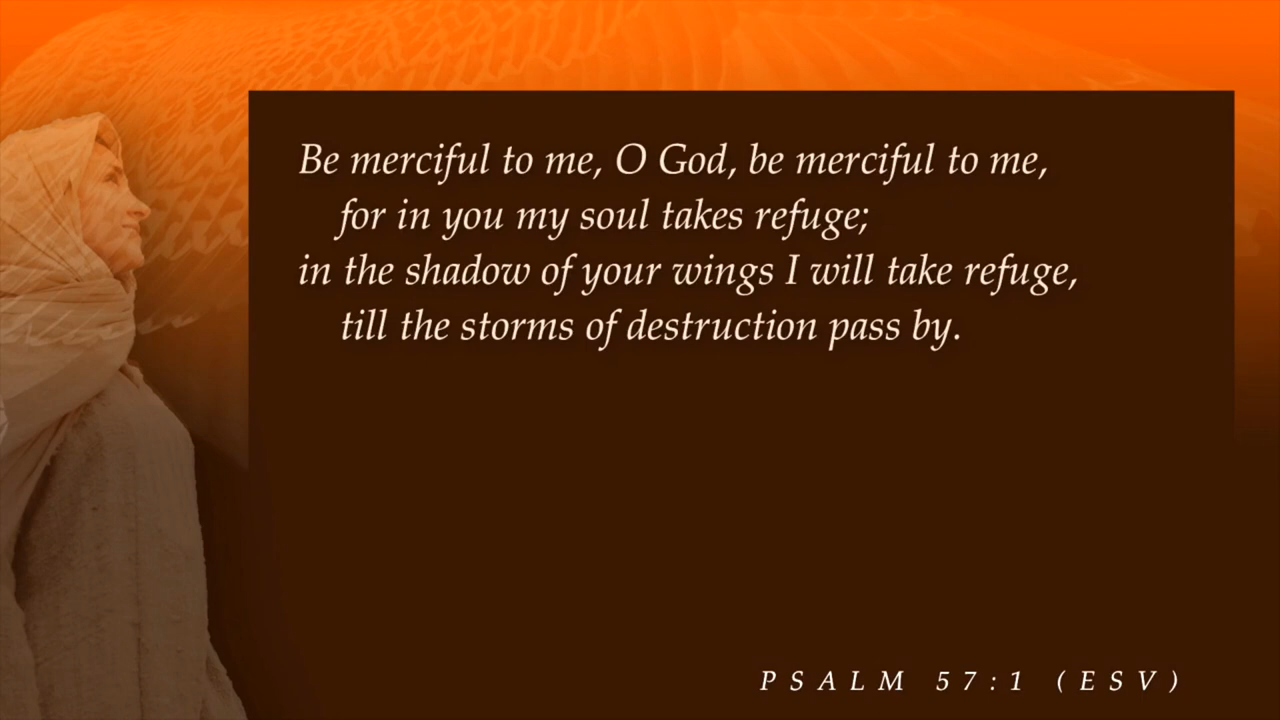 Be merciful to me, O God, be merciful to me,
for in you my soul takes refuge;
in the shadow of your wings I will take refuge,
till the storms of destruction pass by.
PSALM 57:1 (ESV)